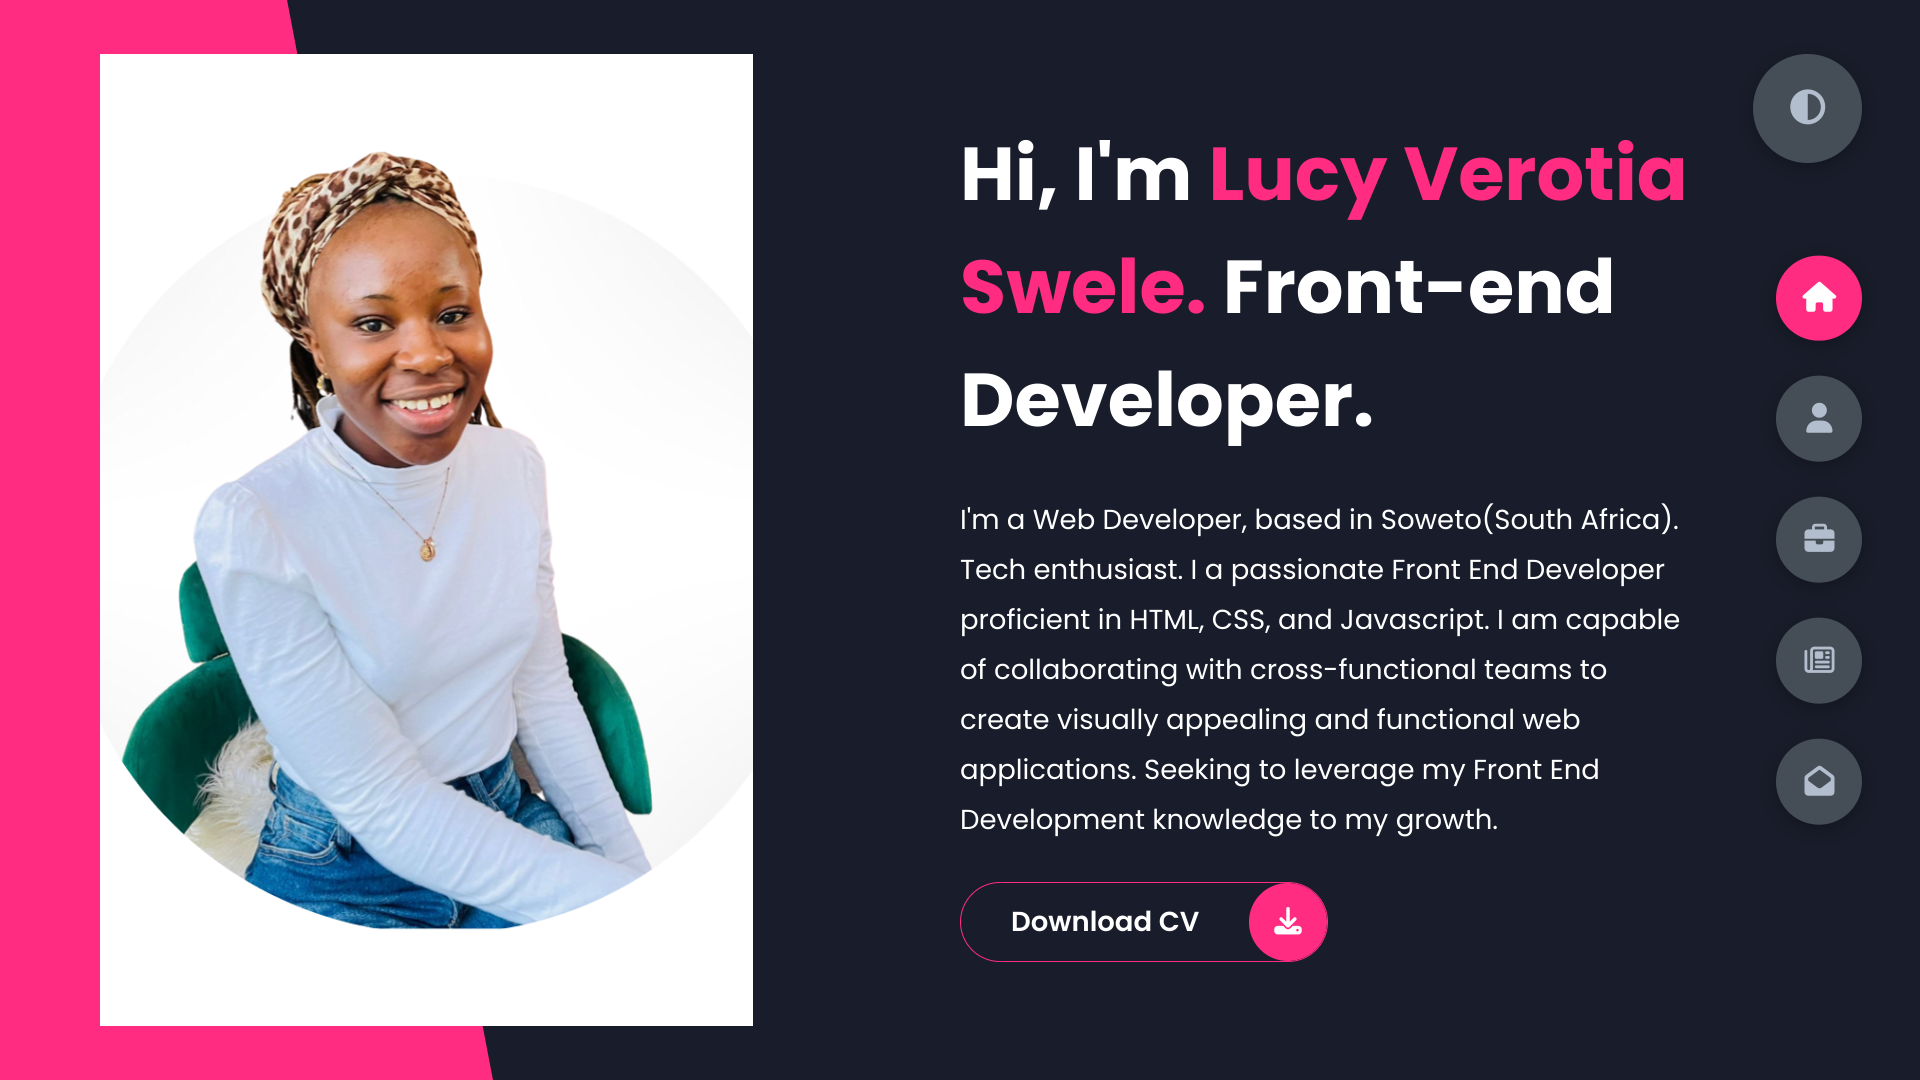 Hi, I'm Lucy Verotia
Swele. Front-end
Developer.
I'm a Web Developer, based in Soweto(South Africa).
Tech enthusiast. I a passionate Front End Developer
proficient in HTML, CSS, and Javascript. I am capable
of collaborating with cross-functional teams to
create visually appealing and functional web
applications. Seeking to leverage my Front End
Development knowledge to my growth.
Download CV